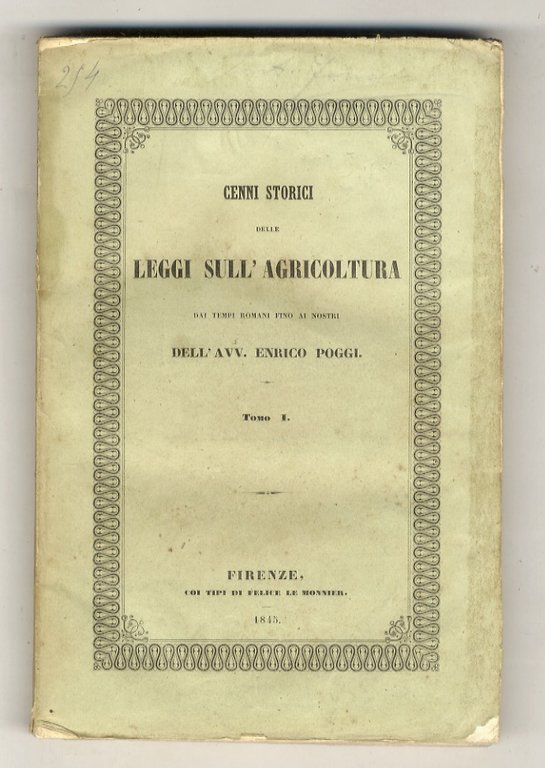 254
CENNI STORICI
DELLE
LEGGI SULL'AGRICOLTURA
DAI TEMPI ROMANI FINO AI NOSTRI
DELL'AVV. ENRICO POGGI.
Tomo I.
FIRENZE,
COI TIPI DI FELICE LE MONNIER.
1845.